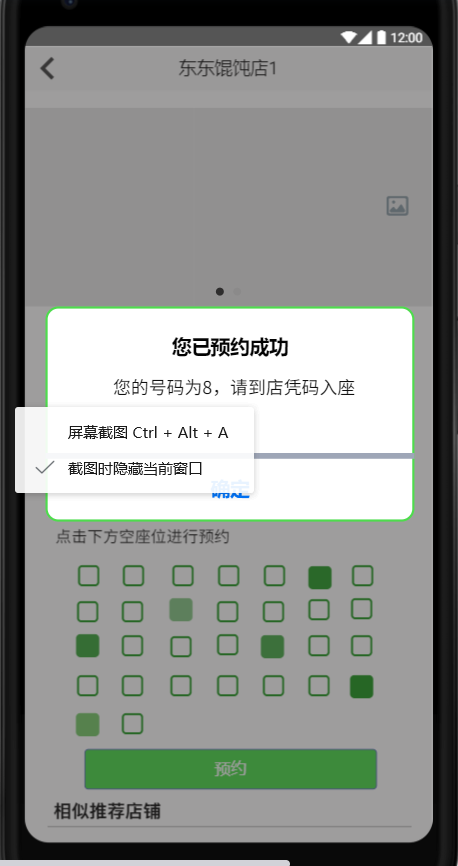 12:00
东东馄饨店1
您已预约成功
您的号码为8，请到店凭码入座
屏幕截图 Ctrl + Alt + A
截图时隐藏当前窗口
确定
点击下方空座位进行预约
预约
相似推荐店铺